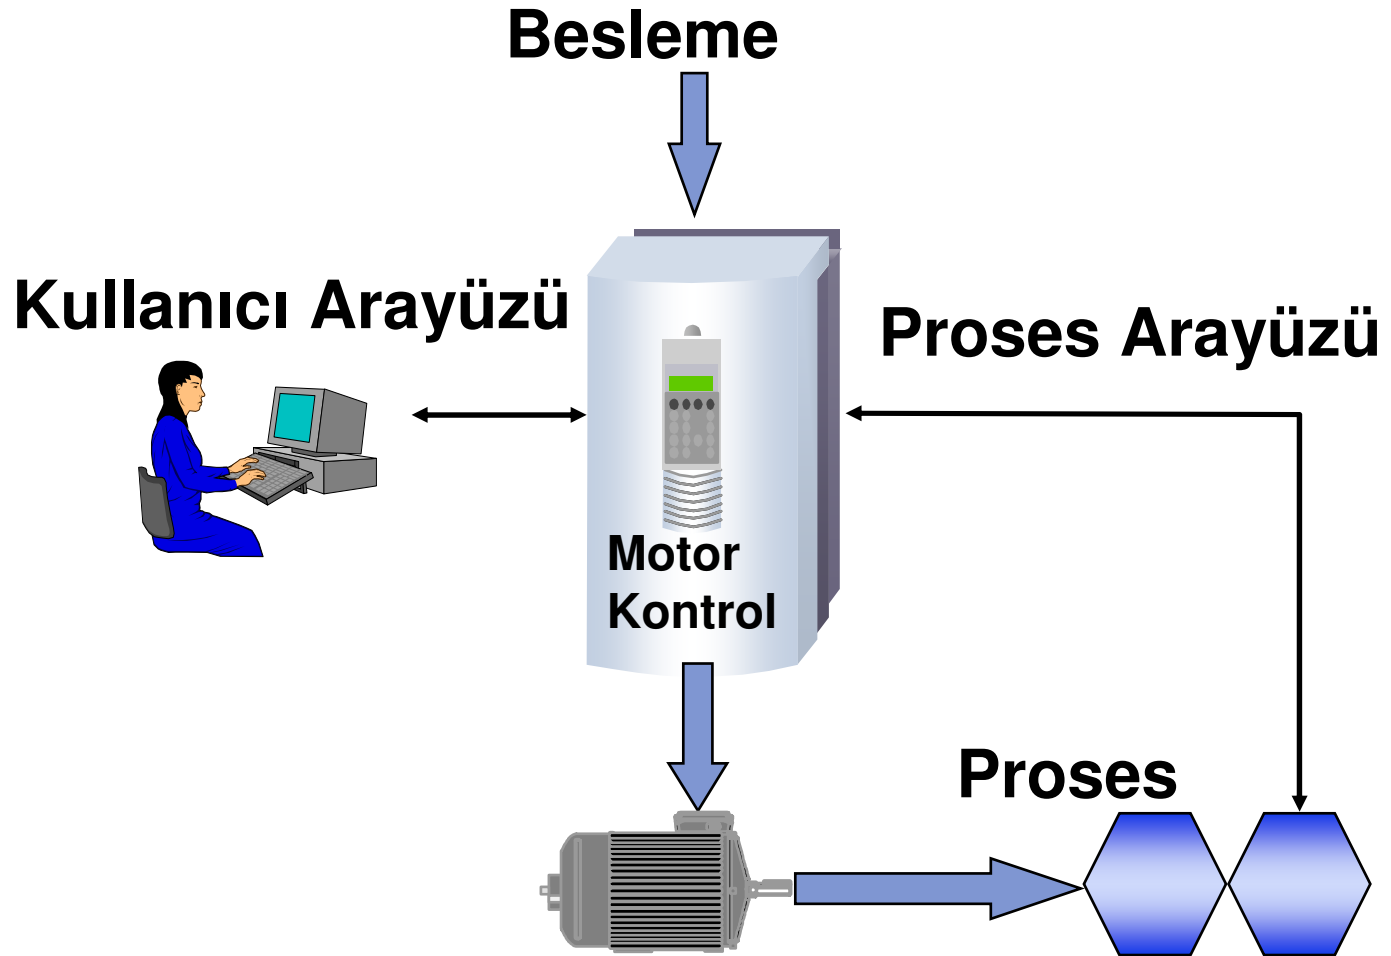 Besleme
Kullanıcı Arayüzü
Proses Arayüzü
Motor
Kontrol
Proses